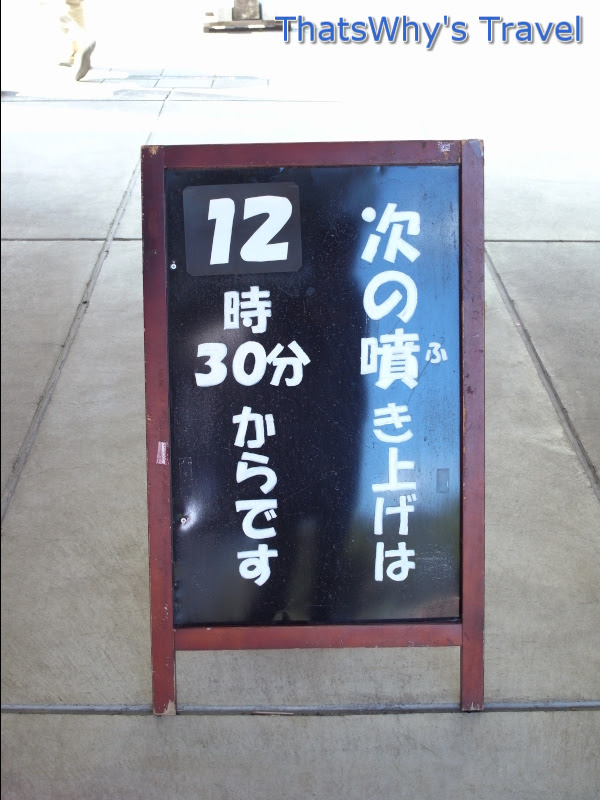 ThatsWhy's Travel
次の噴き上げは
ふ
12
時
30分
からです